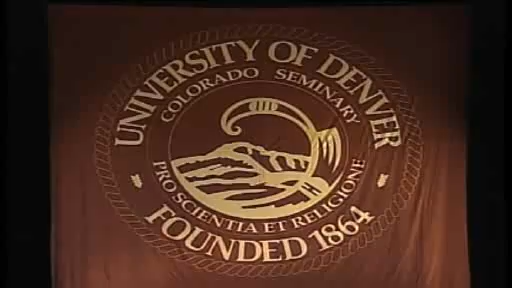 UNIVERSITY OF DENVER
COLORADO SEMINARY
PRO SCIENTIA ET RELIGIONE
FOUNDED 1864